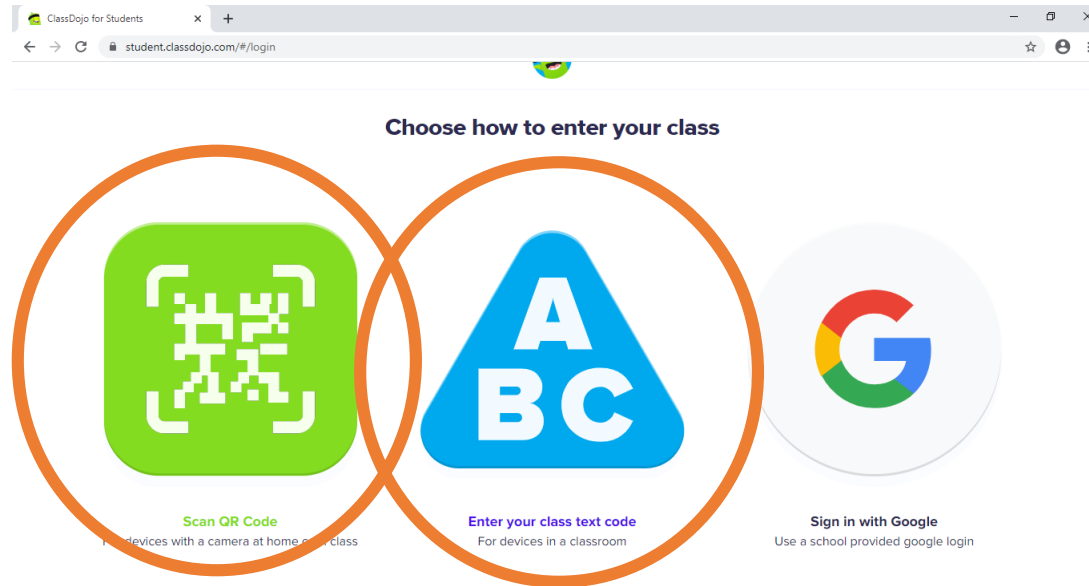 ClassDojo for Students
student.classdojo.com/#/login
Choose how to enter your class
A
BC
Scan QR Code
devices with a camera at home class
Enter your class text code
For devices in a classroom
G
Sign in with Google
Use a school provided google login